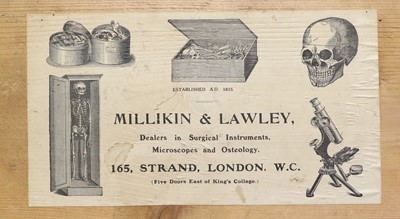 ESTABLISHED A.D. 1815.
MILLIKIN & LAWLEY,
Dealers in Surgical Instruments,
Microscopes and Osteology.
165, STRAND, LONDON. W.C.
(Five Doors East of King's College.)